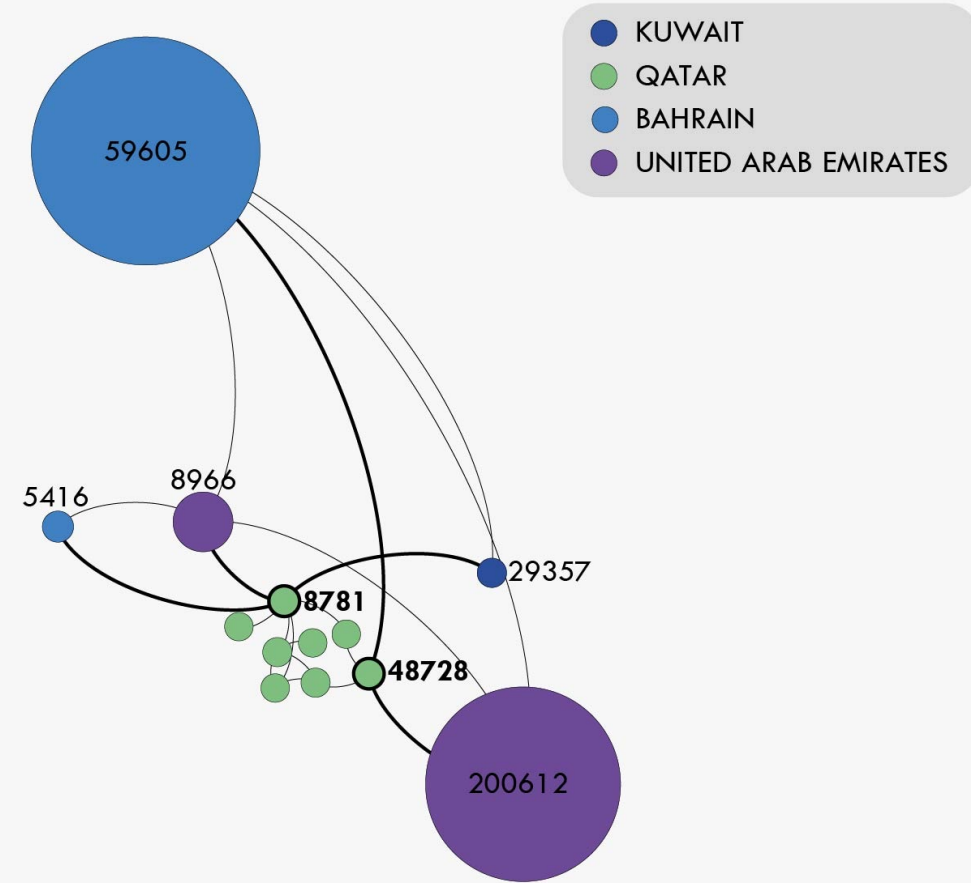 KUWAIT
QATAR
BAHRAIN
UNITED ARAB EMIRATES
59605
8966
5416
29357
8781
48728
200612